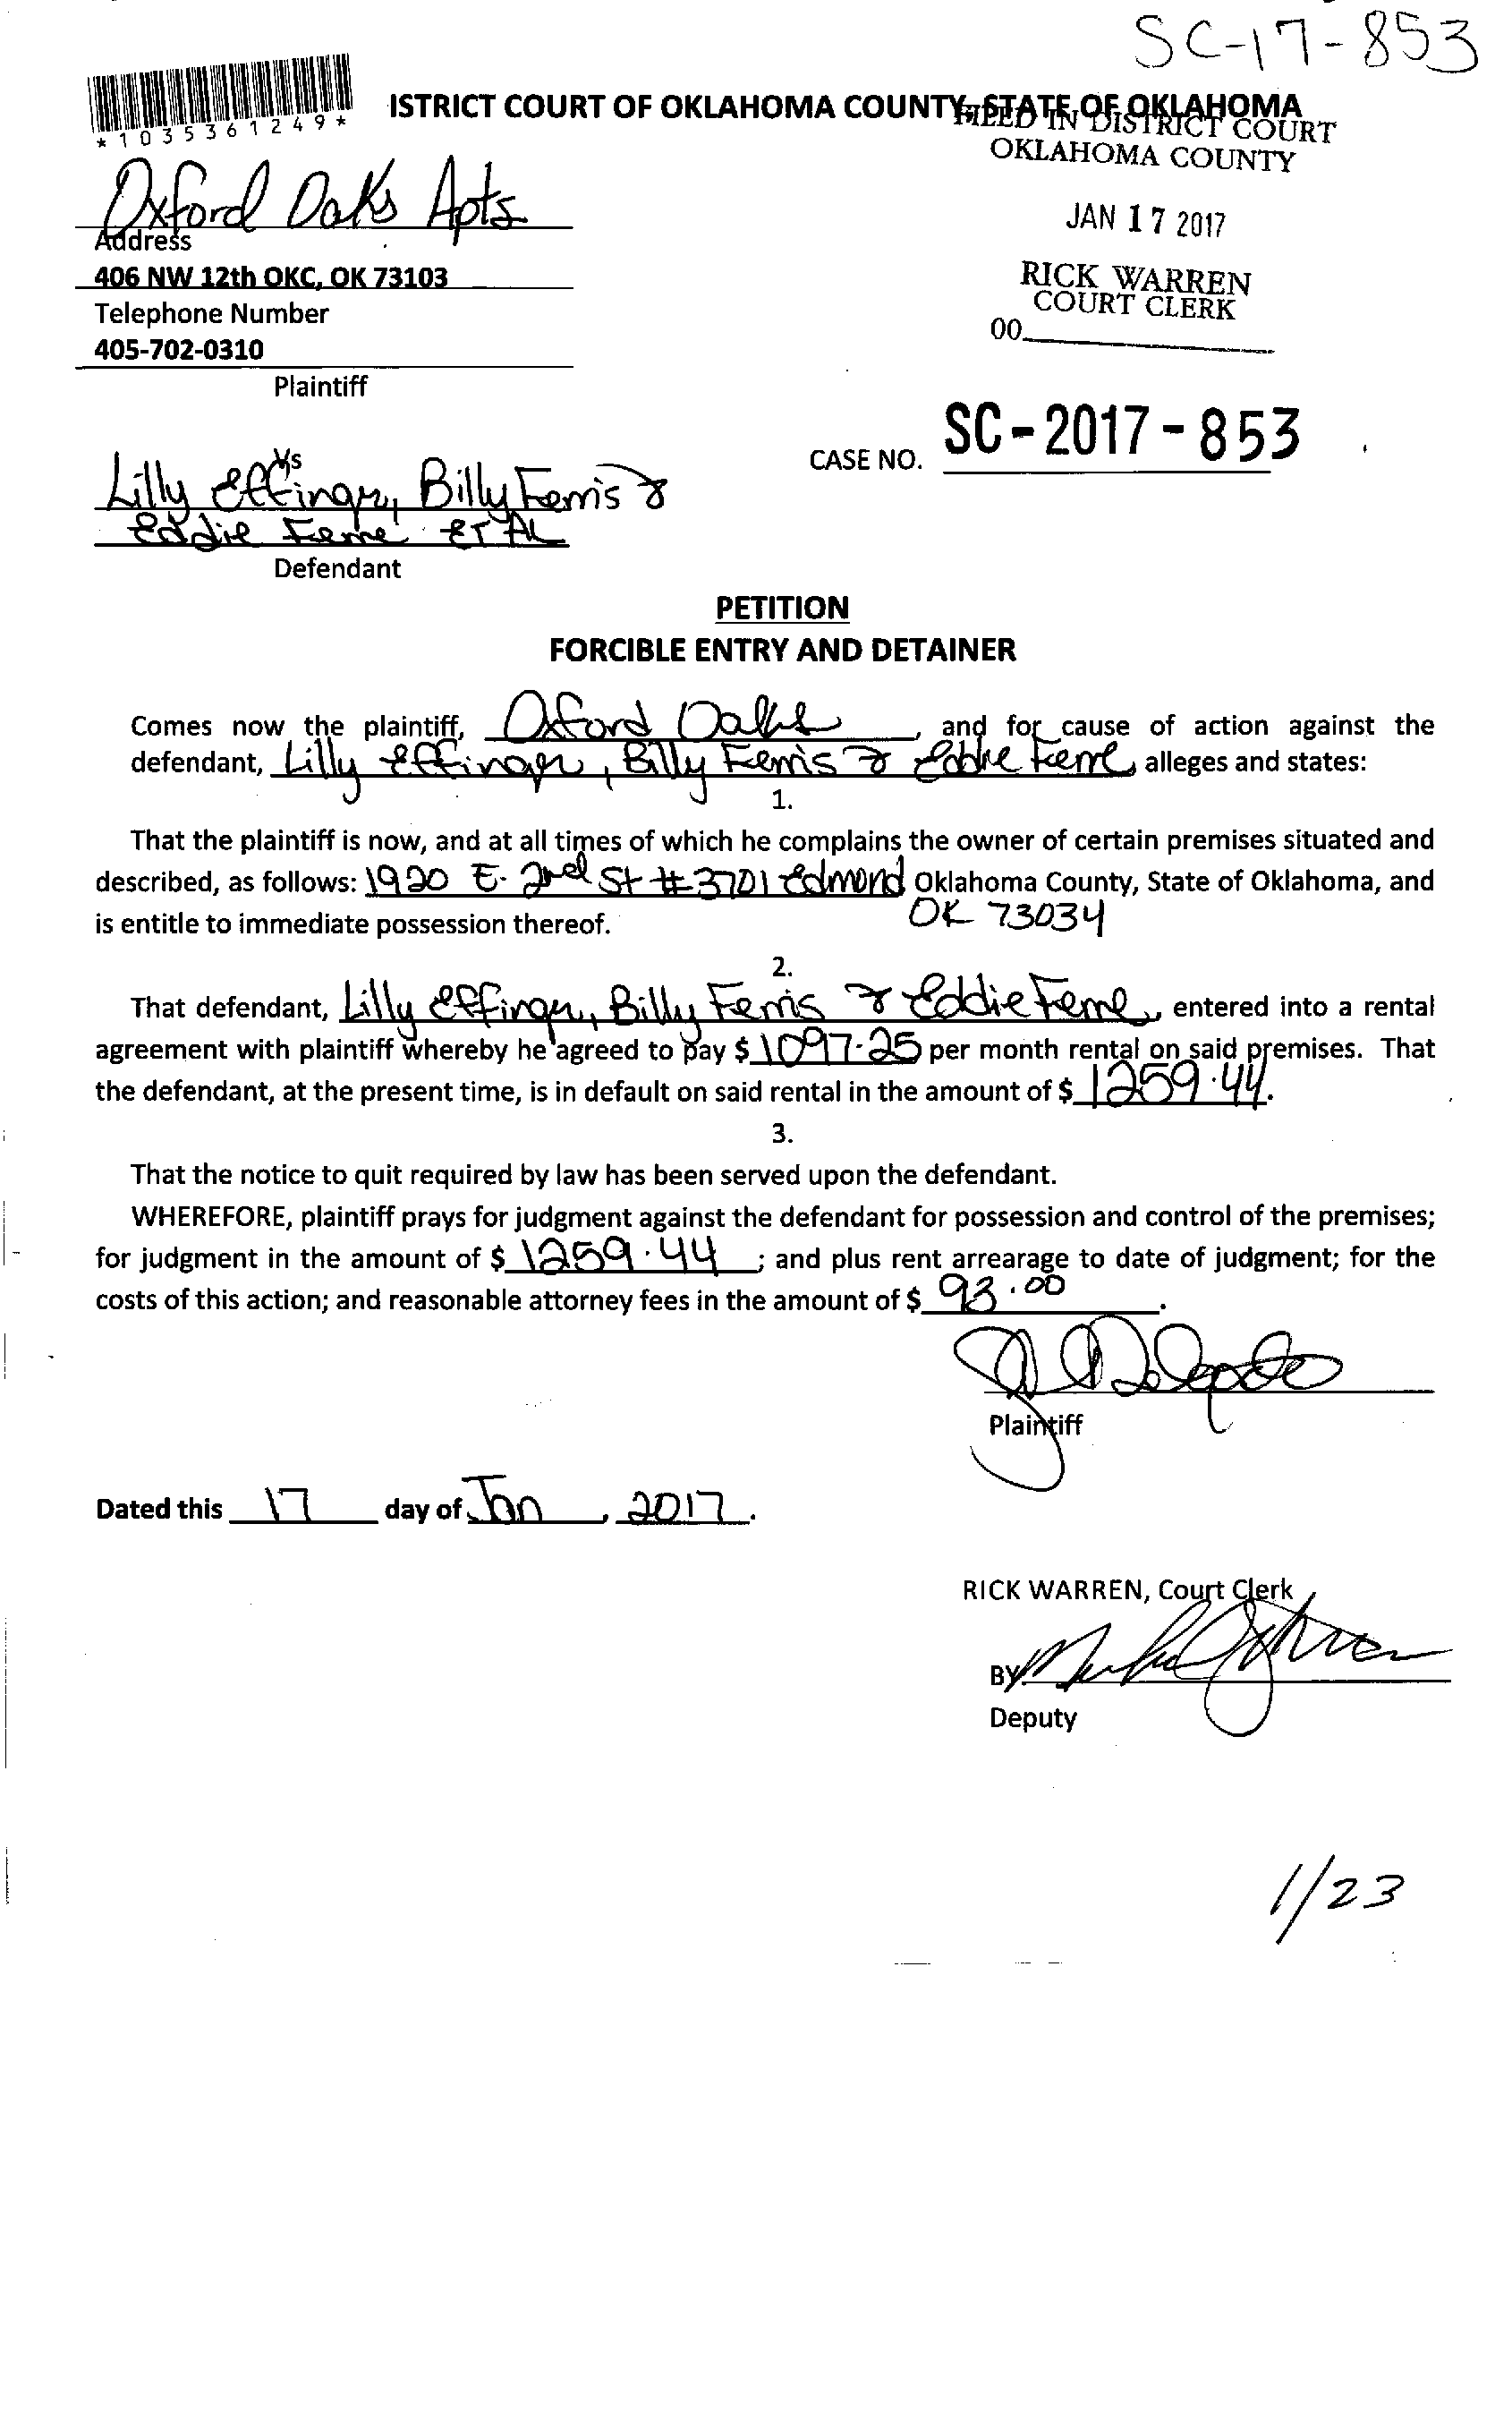 SC-17-853
*1035361249*
ISTRICT COURT OF OKLAHOMA COUNTY, STATE OF OKLAHOMA
FILED IN DISTRICT COURT
OKLAHOMA COUNTY
JAN 17 2017
RICK WARREN
COURT CLERK
00
Oxford Oaks Apts
Address
406 NW 12th OKC, OK 73103
Telephone Number
405-702-0310
Plaintiff
CASE NO. SC-2017-853
Vs
Lilly Effinger, Billy Ferris &
Eddie Ferre ET AL
Defendant
PETITION
FORCIBLE ENTRY AND DETAINER
Comes now the plaintiff, Oxford Oaks, and for cause of action against the
defendant, Lilly Effinger, Billy Ferris & Eddie Ferre, alleges and states:
1.
That the plaintiff is now, and at all times of which he complains the owner of certain premises situated and
described, as follows: 1920 E. 2nd St #3701 Edmond Oklahoma County, State of Oklahoma, and
OK 73034
is entitle to immediate possession thereof.
2.
That defendant, Lilly Effinger, Billy Ferris & Eddie Ferre, entered into a rental
agreement with plaintiff whereby he agreed to pay $ 1097.25 per month rental on said premises. That
the defendant, at the present time, is in default on said rental in the amount of $ 1259.44.
3.
That the notice to quit required by law has been served upon the defendant.
WHEREFORE, plaintiff prays for judgment against the defendant for possession and control of the premises;
for judgment in the amount of $ 1259.44; and plus rent arrearage to date of judgment; for the
costs of this action; and reasonable attorney fees in the amount of $ 93.00.
Plaintiff
Dated this 17 day of Jan, 2017.
RICK WARREN, Court Clerk
BY
Deputy
1/23